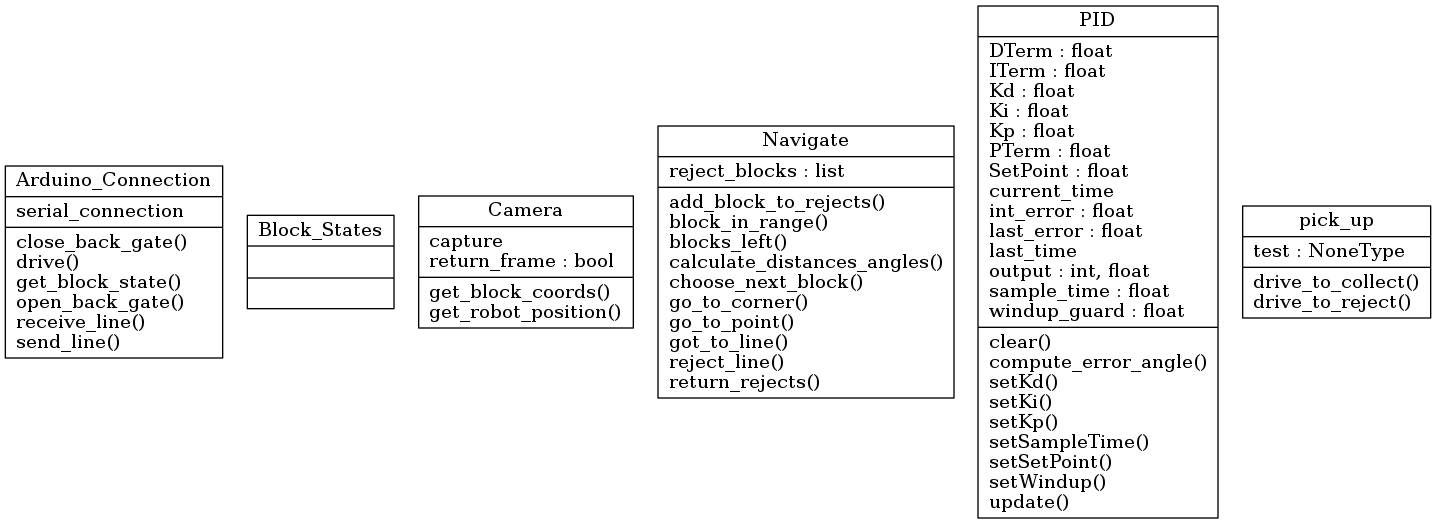 Arduino_Connection
serial_connection
close_back_gate()
drive()
get_block_state()
open_back_gate()
receive_line()
send_line()
Block_States
Camera
capture
return_frame : bool
get_block_coords()
get_robot_position()
Navigate
reject_blocks : list
add_block_to_rejects()
block_in_range()
blocks_left()
calculate_distances_angles()
choose_next_block()
go_to_corner()
go_to_point()
got_to_line()
reject_line()
return_rejects()
PID
DTerm : float
ITerm : float
Kd : float
Ki : float
Kp : float
PTerm : float
SetPoint : float
current_time
int_error : float
last_error : float
last_time
output : int, float
sample_time : float
windup_guard : float
clear()
compute_error_angle()
setKd()
setKi()
setKp()
setSampleTime()
setSetPoint()
setWindup()
update()
pick_up
test : NoneType
drive_to_collect()
drive_to_reject()